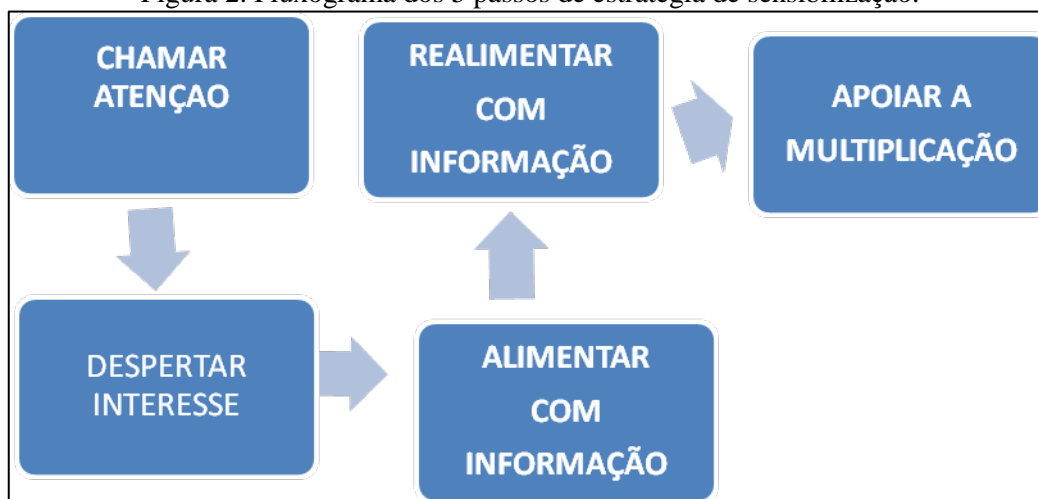 Figura 2. Fluxograma dos 5 passos de estratégia de sensibilização.
CHAMAR
ATENÇAO
DESPERTAR
INTERESSE
ALIMENTAR
COM
INFORMAÇÃO
REALIMENTAR
COM
INFORMAÇÃO
APOIAR A
MULTIPLICAÇÃO